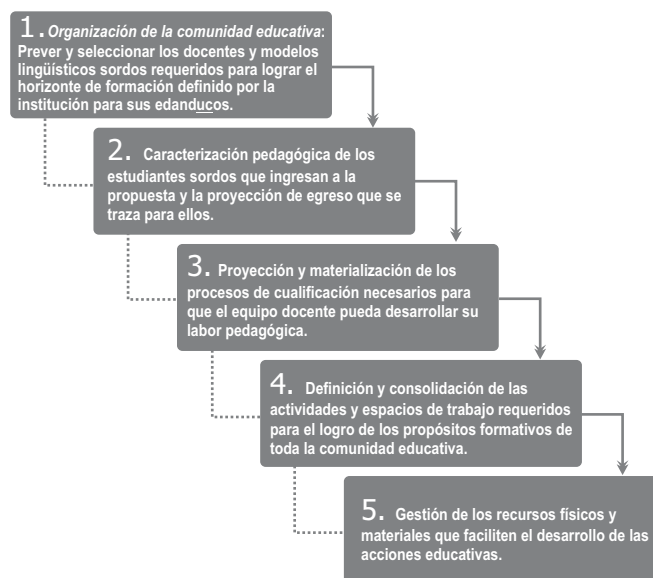 1. Organización de la comunidad educativa:
Prever y seleccionar los docentes y modelos
lingüísticos sordos requeridos para lograr el
horizonte de formación definido por la
institución para sus edanducos.
2. Caracterización pedagógica de los
estudiantes sordos que ingresan a la
propuesta y la proyección de egreso que se
traza para ellos.
3. Proyección y materialización de los
procesos de cualificación necesarios para
que el equipo docente pueda desarrollar su
labor pedagógica.
4. Definición y consolidación de las
actividades y espacios de trabajo requeridos
para el logro de los propósitos formativos de
toda la comunidad educativa.
5. Gestión de los recursos físicos y
materiales que faciliten el desarrollo de las
acciones educativas.